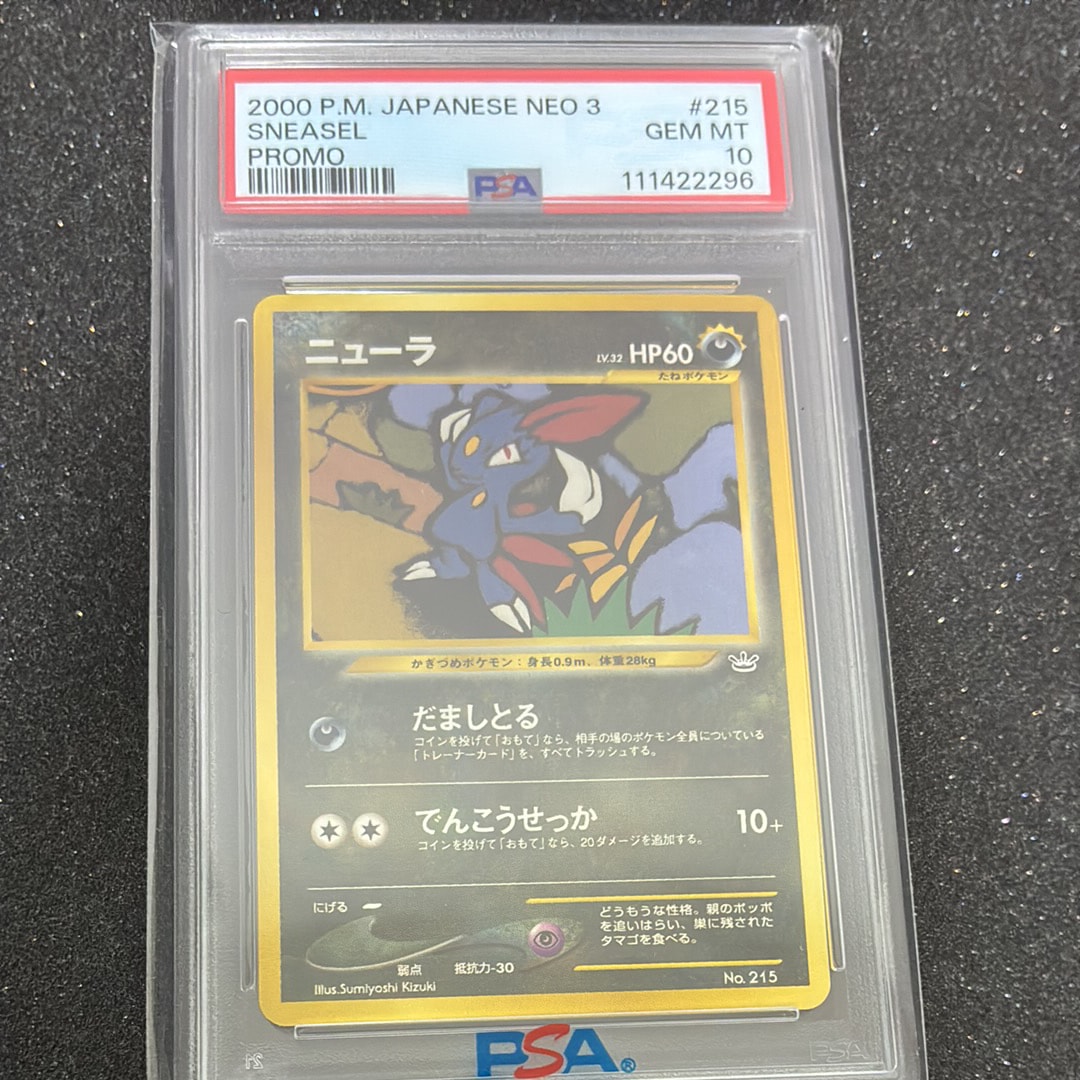 2000 P.M. JAPANESE NEO 3 #215
SNEASEL GEM MT
PROMO 10
PSA 111422296
ニューラ LV.32 HP60
たねポケモン
かぎづめポケモン:身長0.9m、体重28kg
だましとる
コインを投げて「おもて」なら、相手の場のポケモン全員についている
「トレーナーカード」を、すべてトラッシュする。
でんこうせっか 10+
コインを投げて「おもて」なら、20ダメージを追加する。
にげる
弱点 抵抗力-30
どうもうな性格。親のポッポ
を追いはらい、巣に残された
タマゴを食べる。
Illus.Sumiyoshi Kizuki No. 215
PSA®
PSA